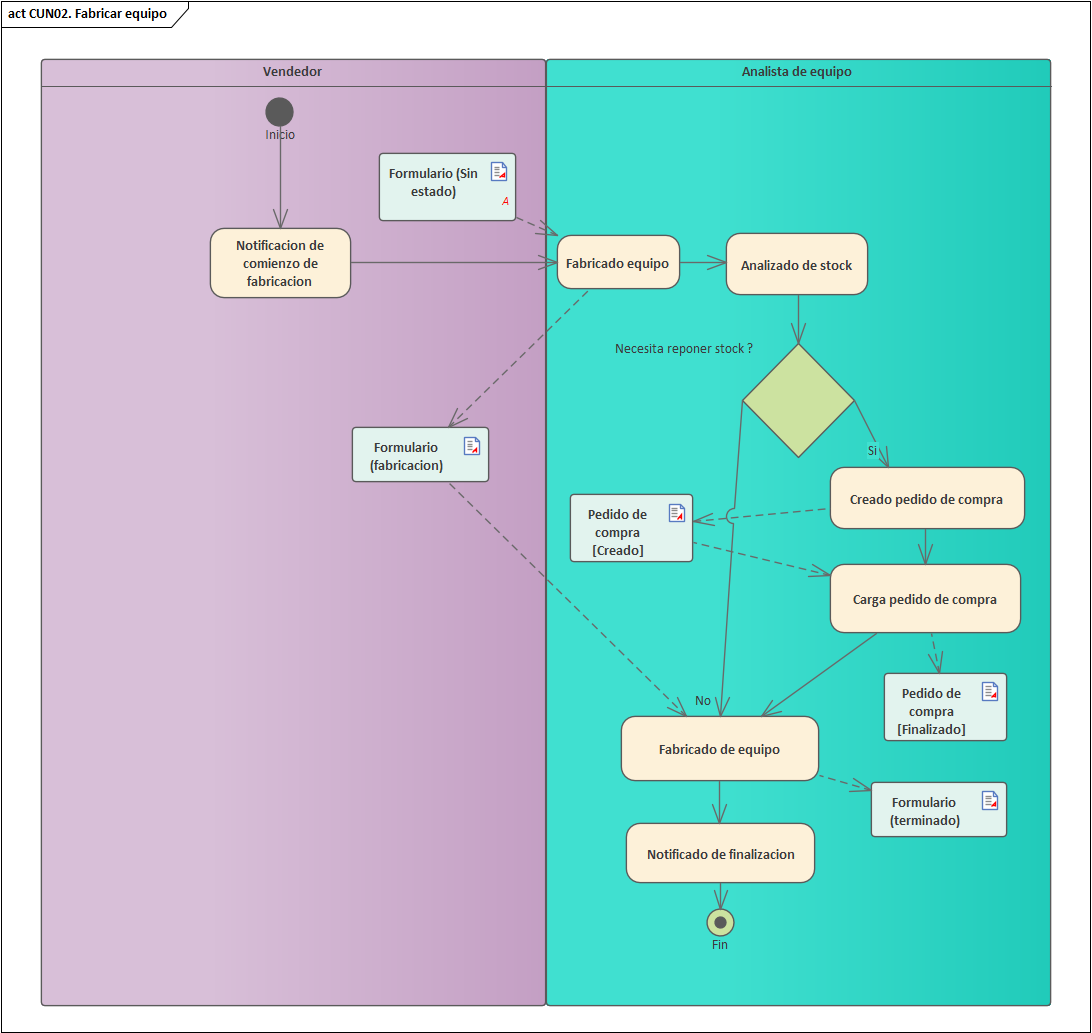 act CUN02. Fabricar equipo
Vendedor
Analista de equipo
Inicio
Formulario (Sin
estado)
A
Notificacion de
comienzo de
fabricacion
Fabricado equipo
Analizado de stock
Necesita reponer stock ?
Formulario
(fabricacion)
Si
Creado pedido de compra
Pedido de
compra
[Creado]
Carga pedido de compra
Pedido de
compra
[Finalizado]
No
Fabricado de equipo
Formulario
(terminado)
Notificado de finalizacion
Fin